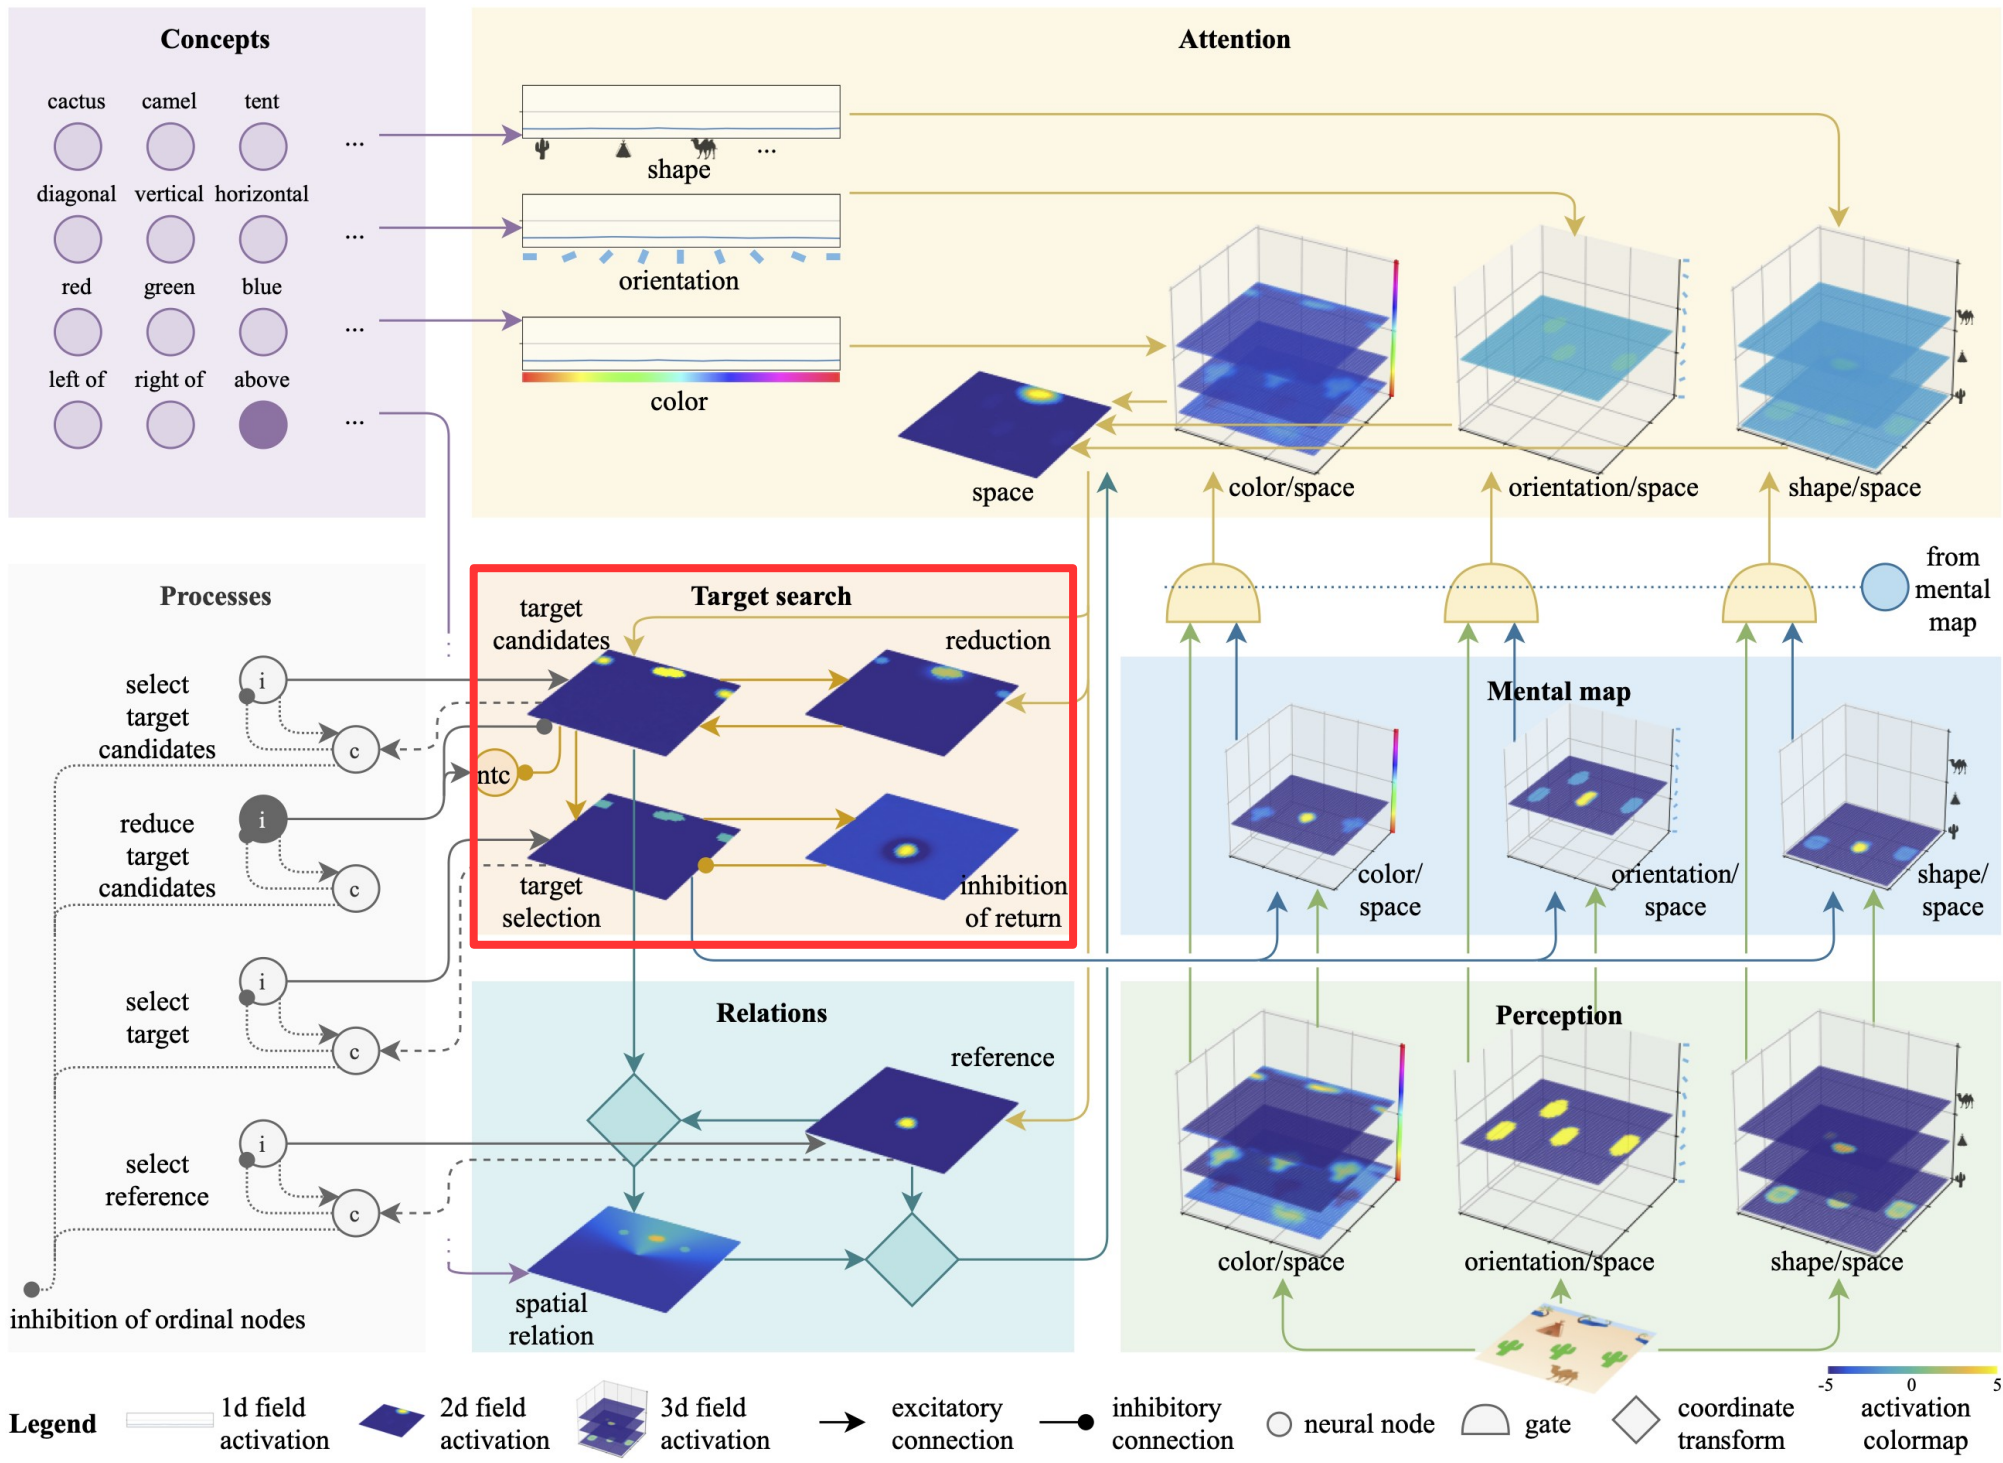 Concepts
cactus camel tent
...
diagonal vertical horizontal
...
red green blue
...
left of right of above
...
Attention
shape
...
orientation
color
space
color/space
orientation/space
shape/space
Processes
select
target
candidates
i
c
reduce
target
candidates
i
c
select
target
i
c
select
reference
i
c
inhibition of ordinal nodes
Target search
target
candidates
reduction
ntc
target
selection
inhibition
of return
from
mental
map
Mental map
color/
space
orientation/
space
shape/
space
Relations
reference
spatial
relation
Perception
color/space
orientation/space
shape/space
Legend
1d field
activation
2d field
activation
3d field
activation
excitatory
connection
inhibitory
connection
neural node
gate
coordinate
transform
-5 0 5
activation
colormap